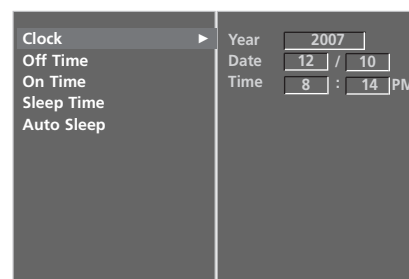 Clock ►
Off Time
On Time
Sleep Time
Auto Sleep
Year 2007
Date 12 / 10
Time 8 : 14 PM